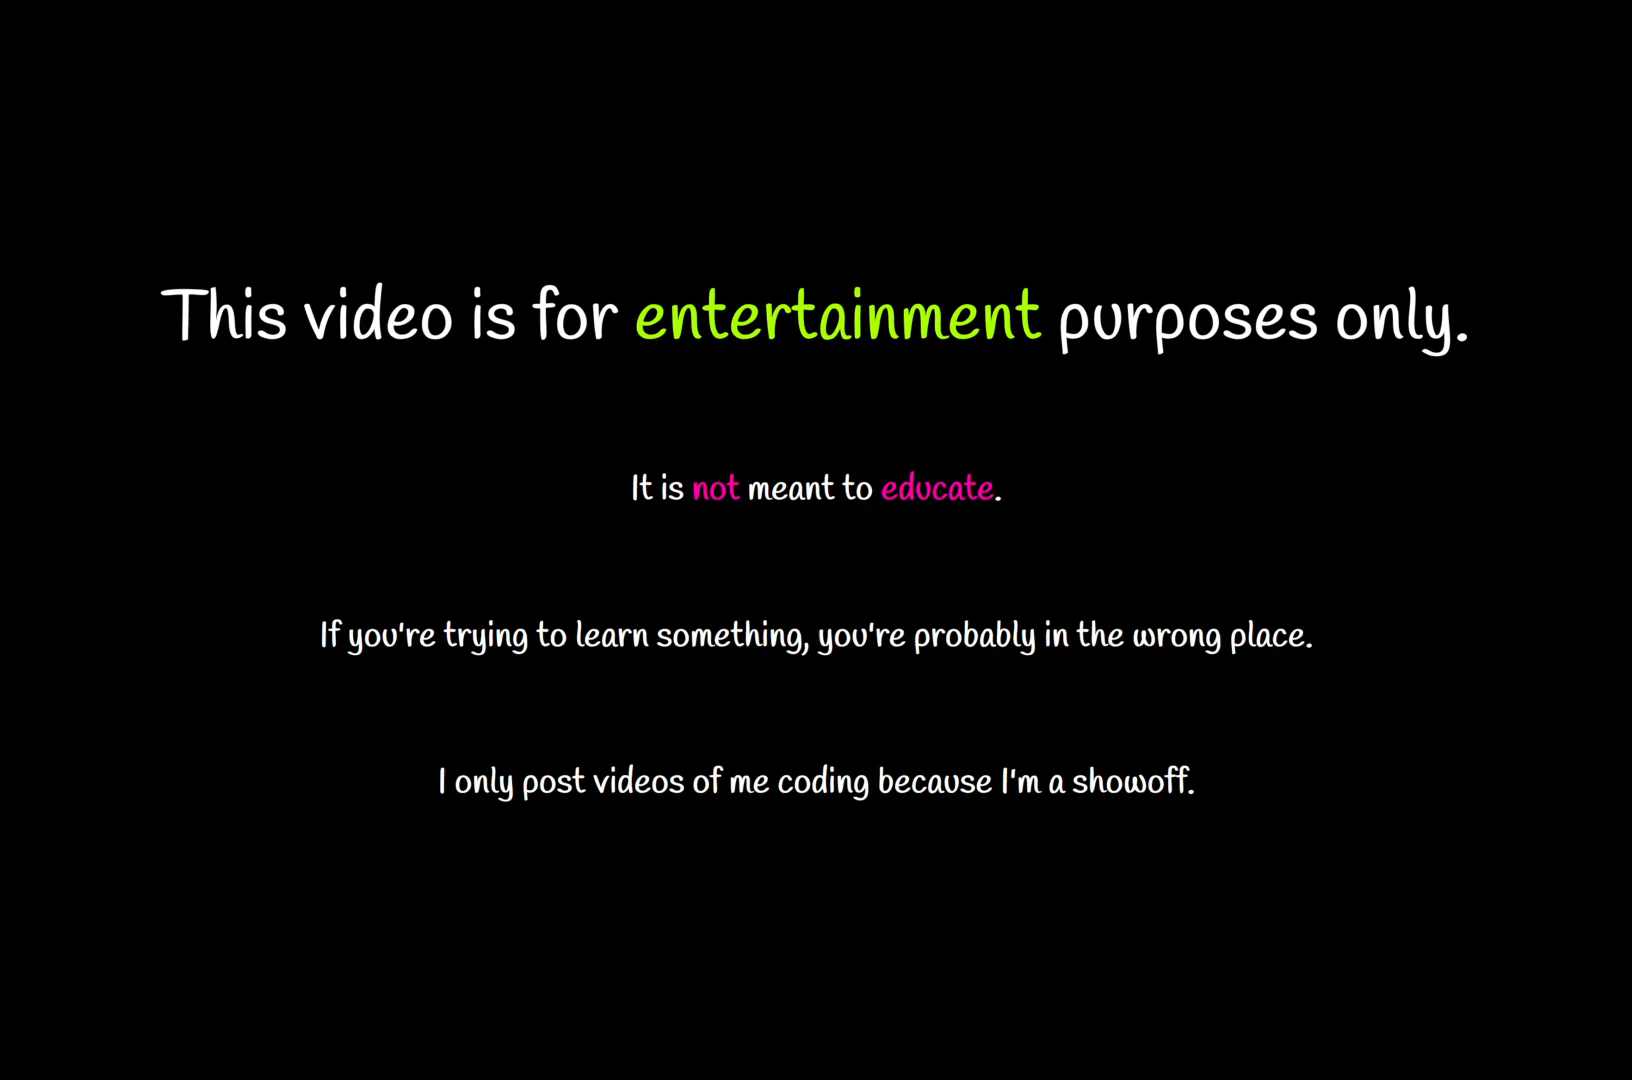 This video is for entertainment purposes only.
It is not meant to educate.
If you're trying to learn something, you're probably in the wrong place.
I only post videos of me coding because I'm a showoff.